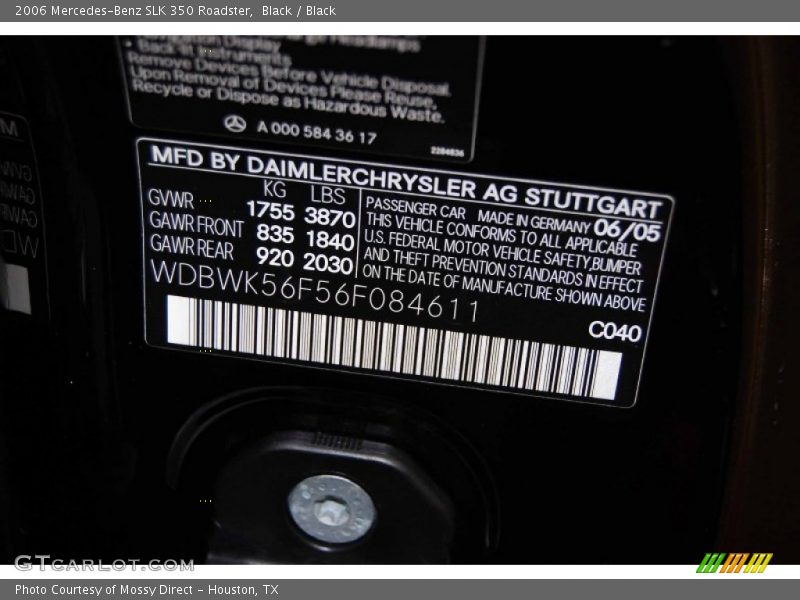 2006 Mercedes-Benz SLK 350 Roadster, Black / Black
Remove Devices Before Vehicle Disposal.
Upon Removal of Devices Please Reuse,
Recycle or Dispose as Hazardous Waste.
A 000 584 36 17
MFD BY DAIMLERCHRYSLER AG STUTTGART
KG LBS
GVWR 1755 3870
GAWR FRONT 835 1840
GAWR REAR 920 2030
PASSENGER CAR MADE IN GERMANY 06/05
THIS VEHICLE CONFORMS TO ALL APPLICABLE
U.S. FEDERAL MOTOR VEHICLE SAFETY,BUMPER
AND THEFT PREVENTION STANDARDS IN EFFECT
ON THE DATE OF MANUFACTURE SHOWN ABOVE
WDBWK56F56F084611
C040
GTCARLOT.COM
Photo Courtesy of Mossy Direct - Houston, TX